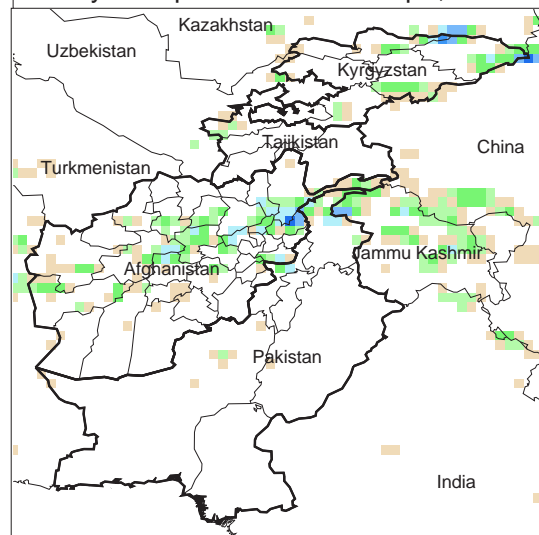 Kazakhstan
Uzbekistan
Kyrgyzstan
Tajikistan
China
Turkmenistan
Jammu Kashmir
Afghanistan
Pakistan
India